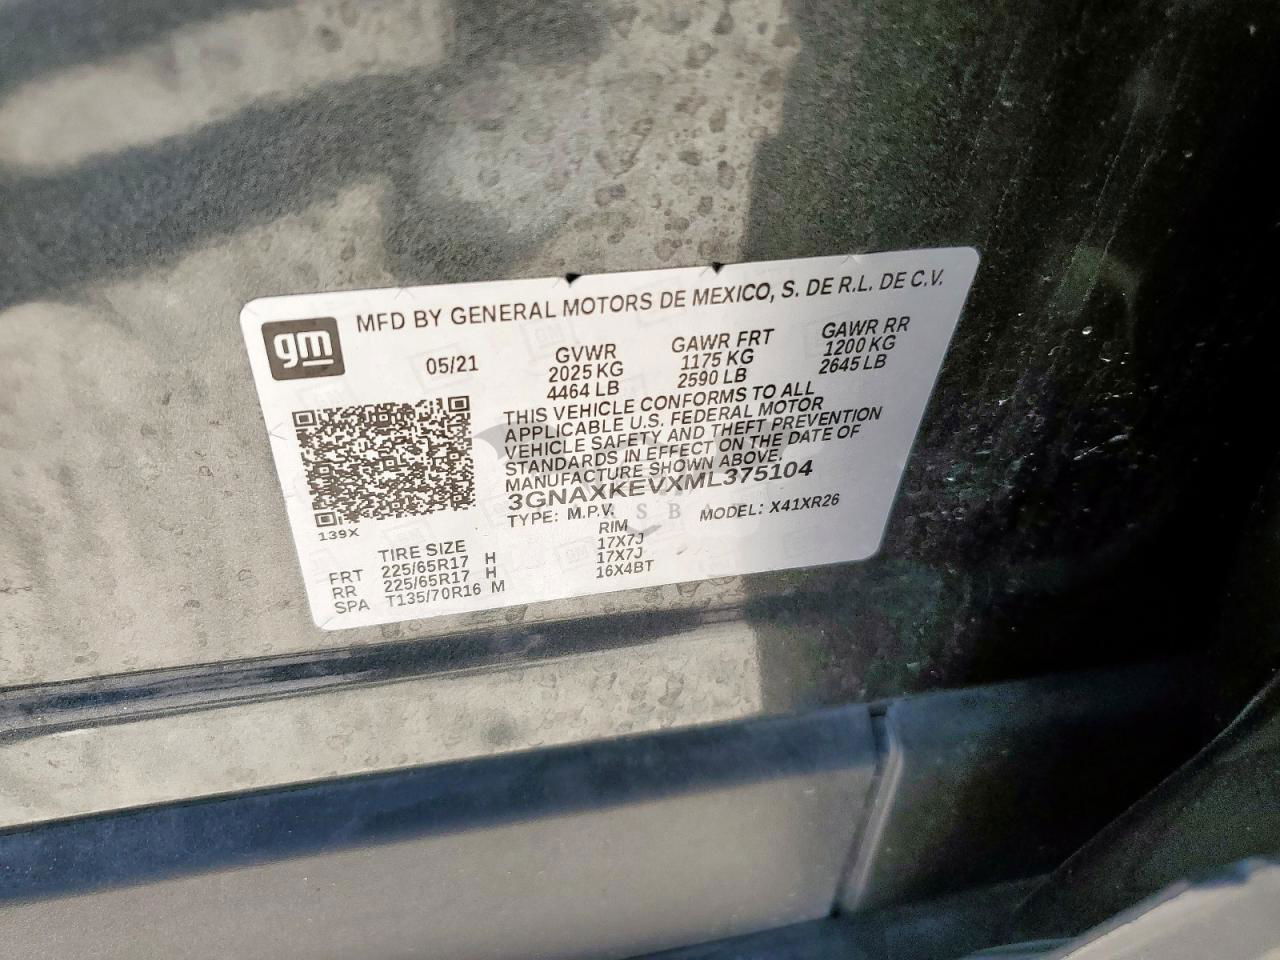 MFD BY GENERAL MOTORS DE MEXICO, S. DE R.L. DE C.V.
gm
05/21 GVWR GAWR FRT GAWR RR
2025 KG 1175 KG 1200 KG
4464 LB 2590 LB 2645 LB
THIS VEHICLE CONFORMS TO ALL
APPLICABLE U.S. FEDERAL MOTOR
VEHICLE SAFETY AND THEFT PREVENTION
STANDARDS IN EFFECT ON THE DATE OF
MANUFACTURE SHOWN ABOVE.
3GNAXKEVXML375104
TYPE: M.P.V. MODEL: X41XR26
139X
TIRE SIZE RIM
FRT 225/65R17 H 17X7J
RR 225/65R17 H 17X7J
SPA T135/70R16 M 16X4BT